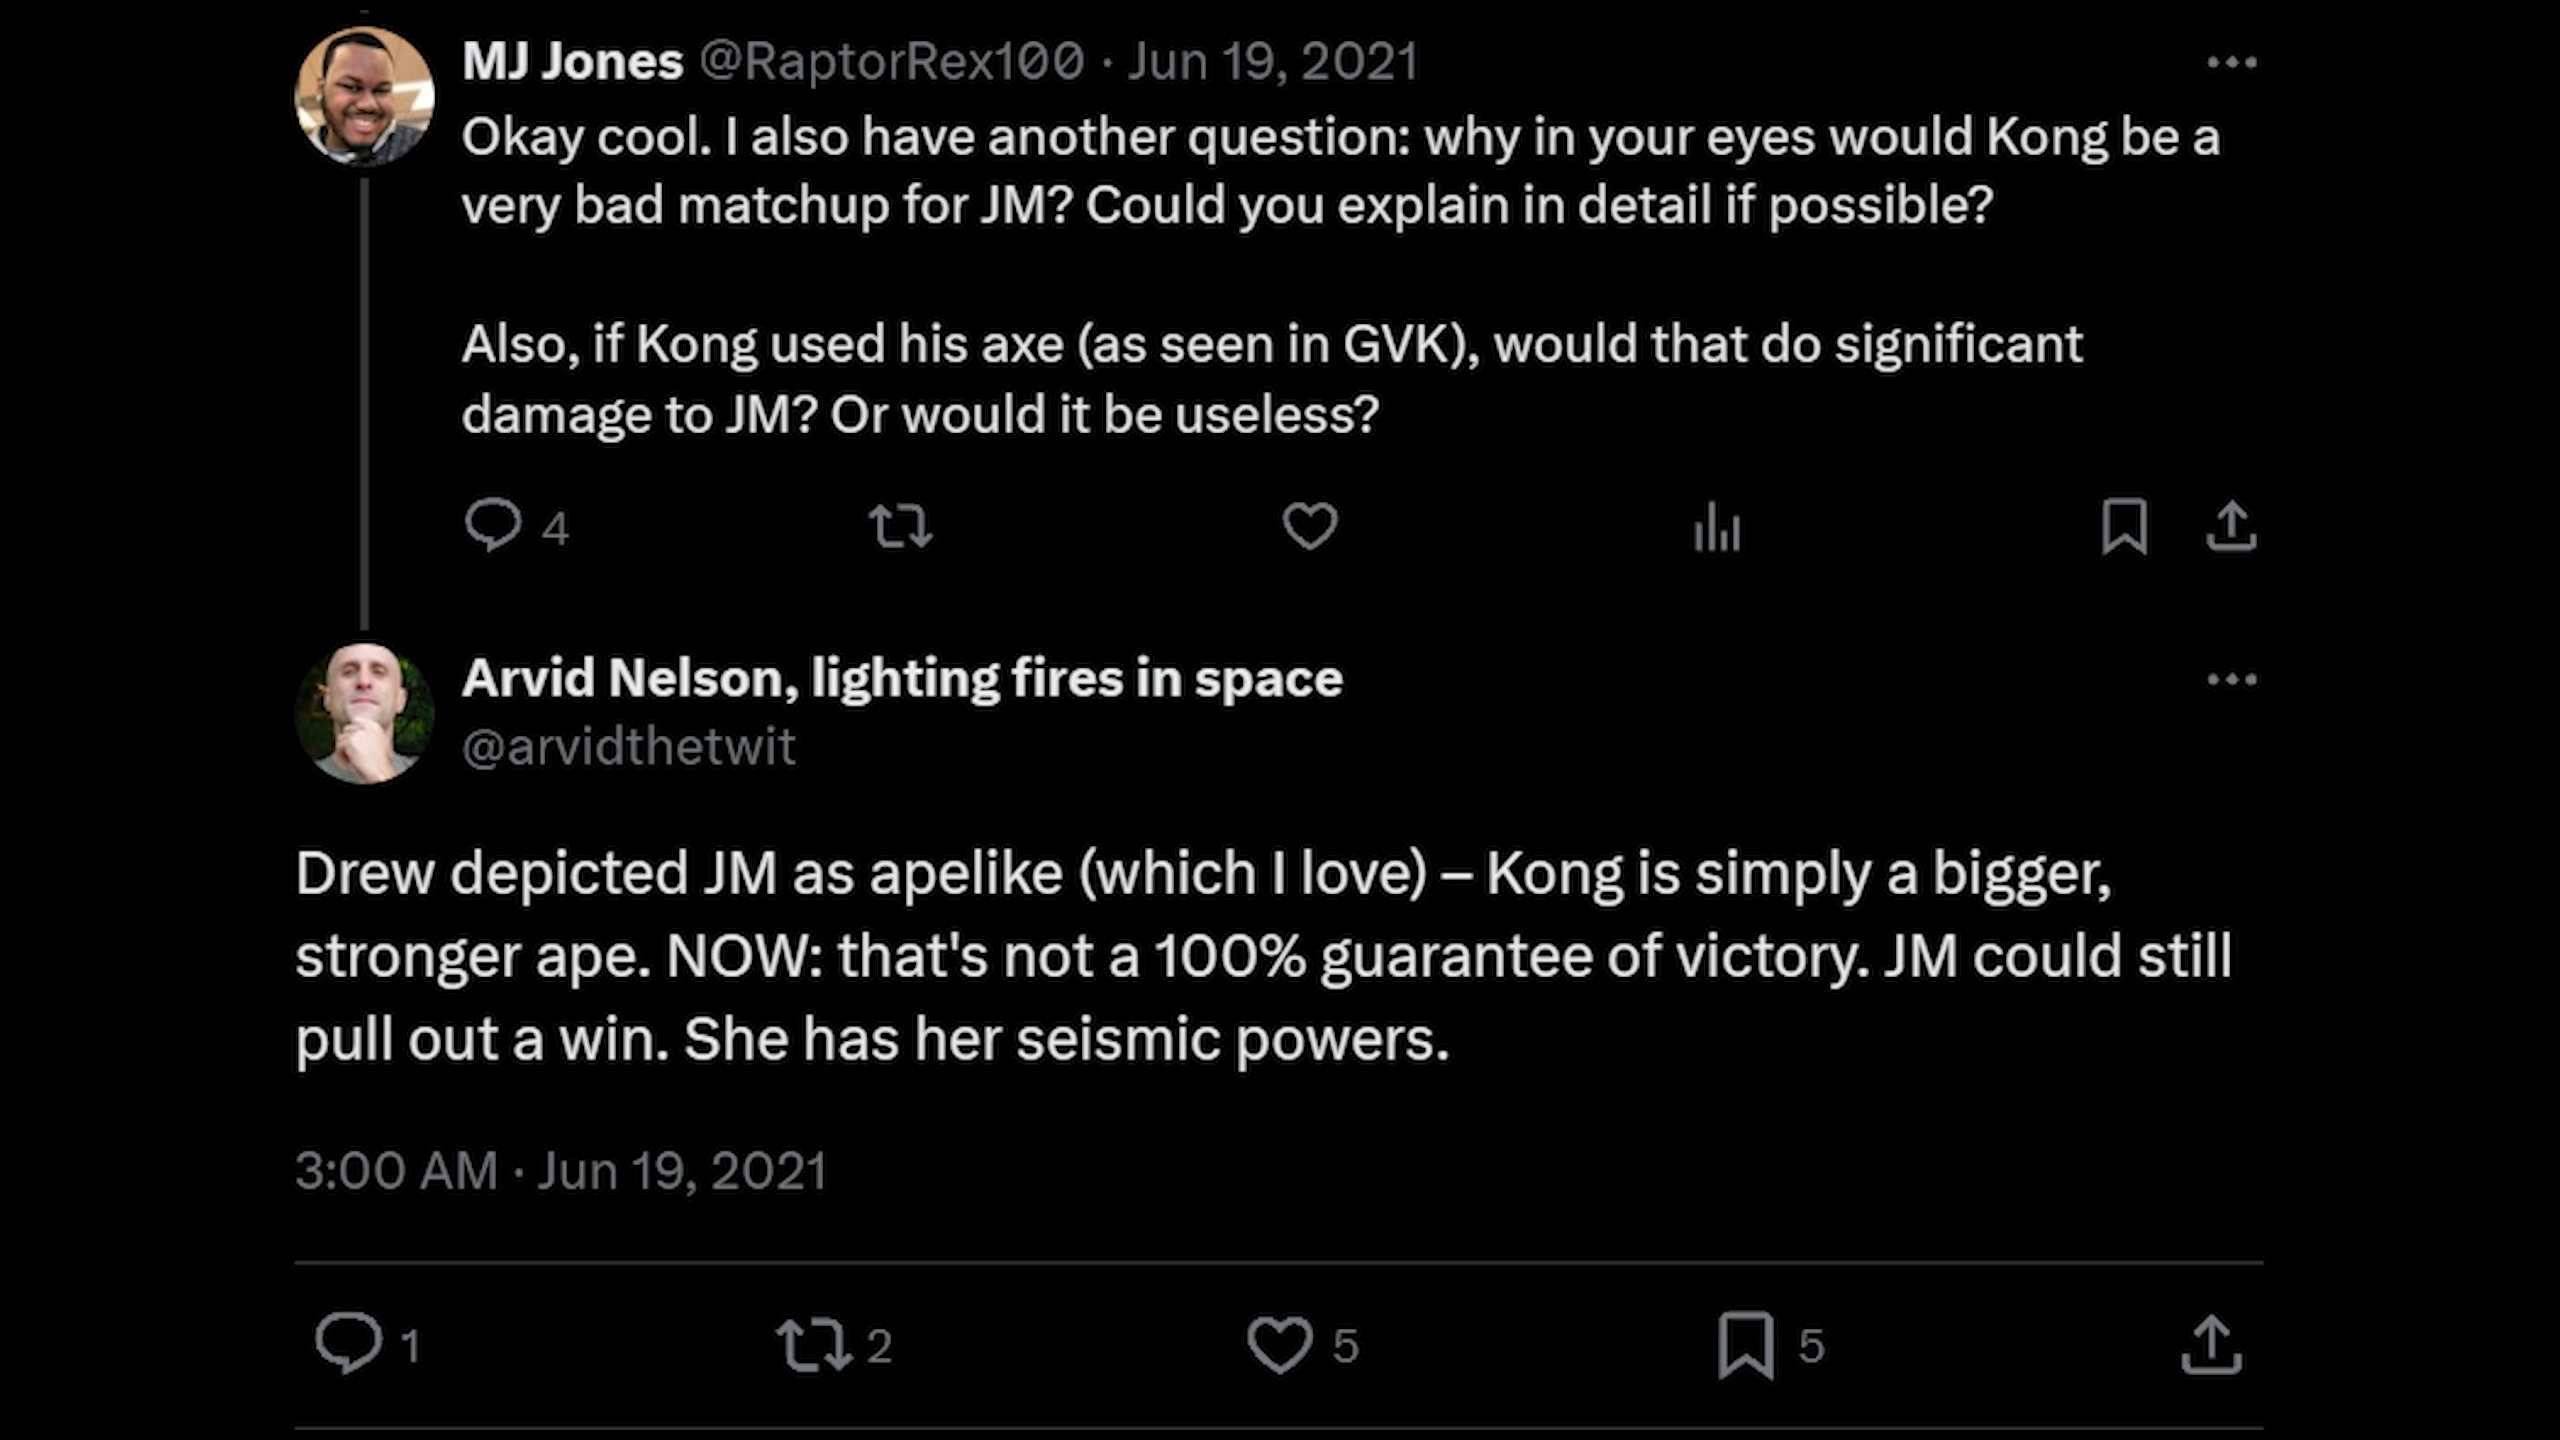 MJ Jones @RaptorRex100 · Jun 19, 2021
Okay cool. I also have another question: why in your eyes would Kong be a
very bad matchup for JM? Could you explain in detail if possible?
Also, if Kong used his axe (as seen in GVK), would that do significant
damage to JM? Or would it be useless?
4
Arvid Nelson, lighting fires in space
@arvidthetwit
Drew depicted JM as apelike (which I love) – Kong is simply a bigger,
stronger ape. NOW: that's not a 100% guarantee of victory. JM could still
pull out a win. She has her seismic powers.
3:00 AM · Jun 19, 2021
1 2 5 5